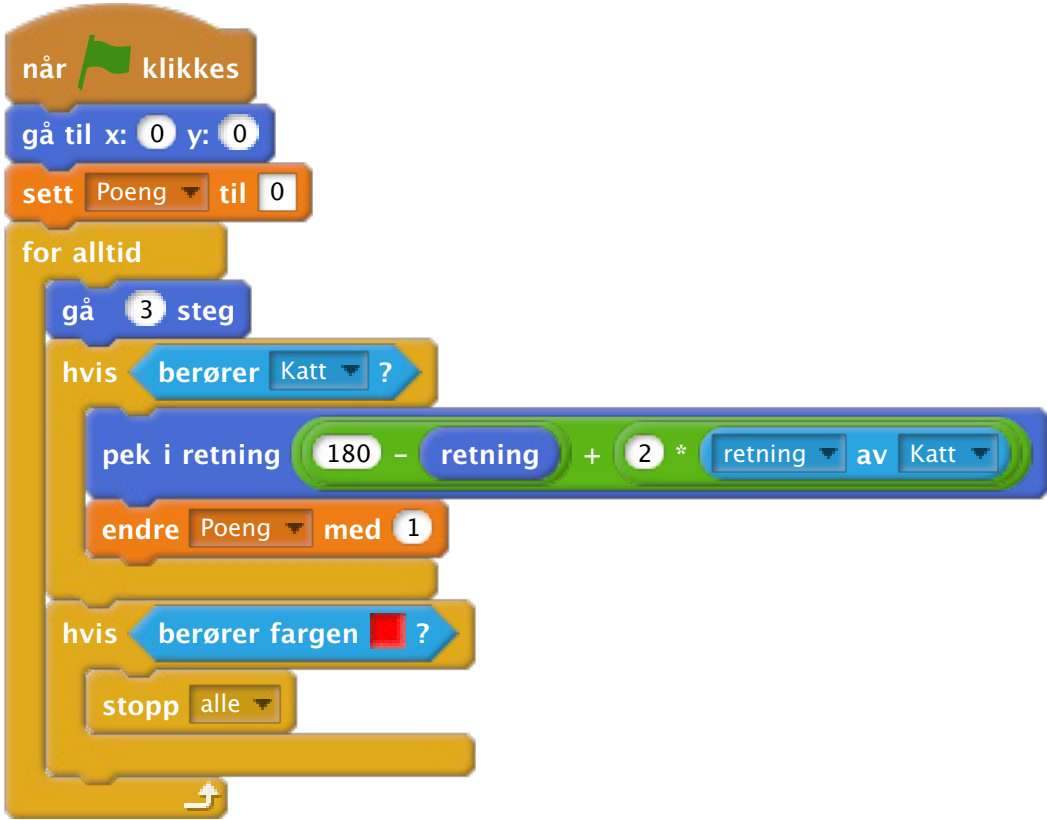 når klikkes
gå til x: 0 y: 0
sett Poeng til 0
for alltid
gå 3 steg
hvis berører Katt ?
pek i retning 180 - retning + 2 * retning av Katt
endre Poeng med 1
hvis berører fargen ?
stopp alle